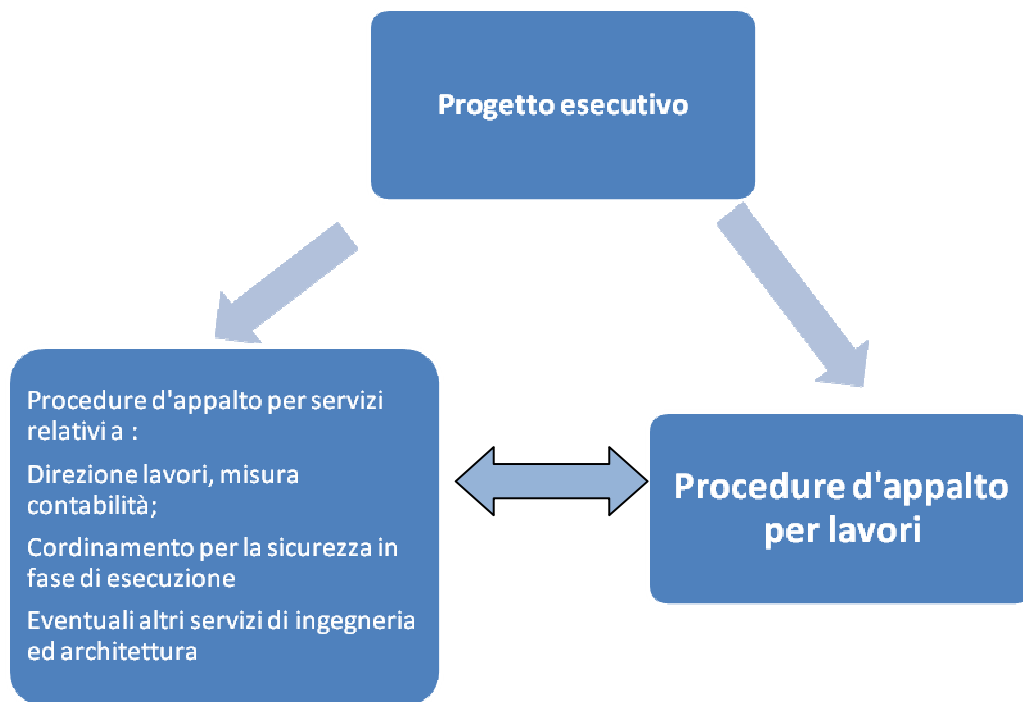 Progetto esecutivo
Procedure d'appalto per servizi
relativi a :
Direzione lavori, misura
contabilità;
Cordinamento per la sicurezza in
fase di esecuzione
Eventuali altri servizi di ingegneria
ed architettura
Procedure d'appalto
per lavori